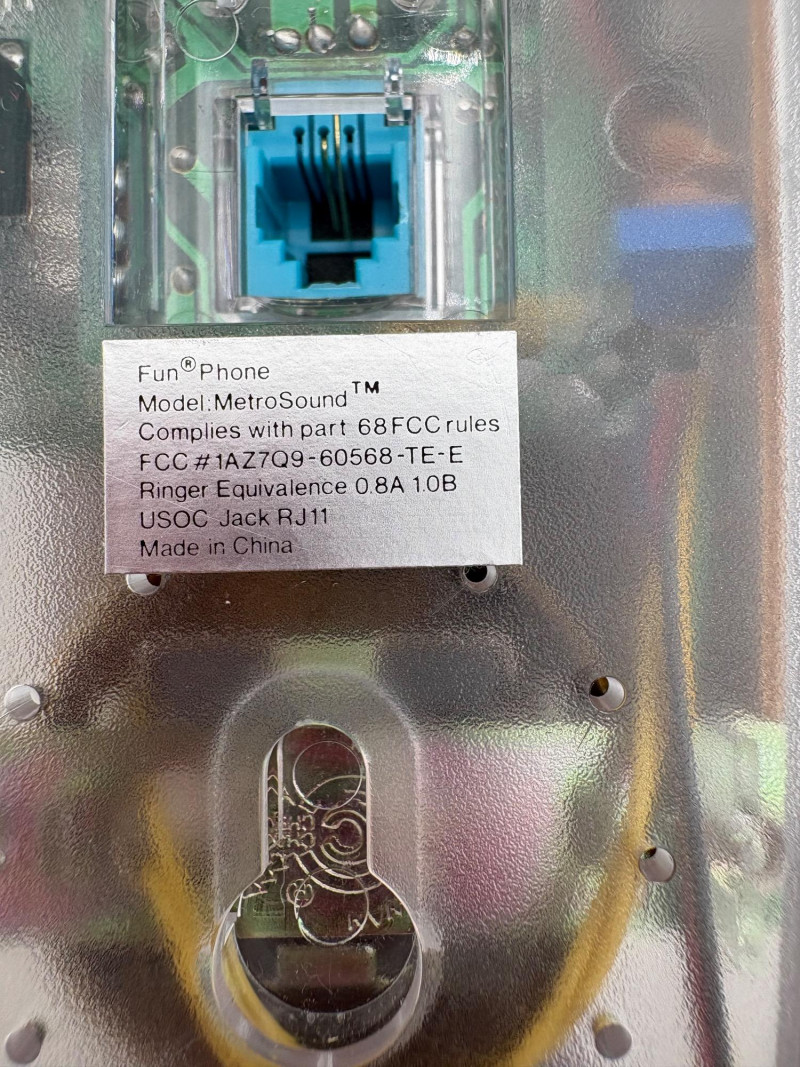 Fun® Phone
Model:MetroSound™
Complies with part 68FCC rules
FCC #1AZ7Q9-60568-TE-E
Ringer Equivalence 0.8A 1.0B
USOC Jack RJ11
Made in China